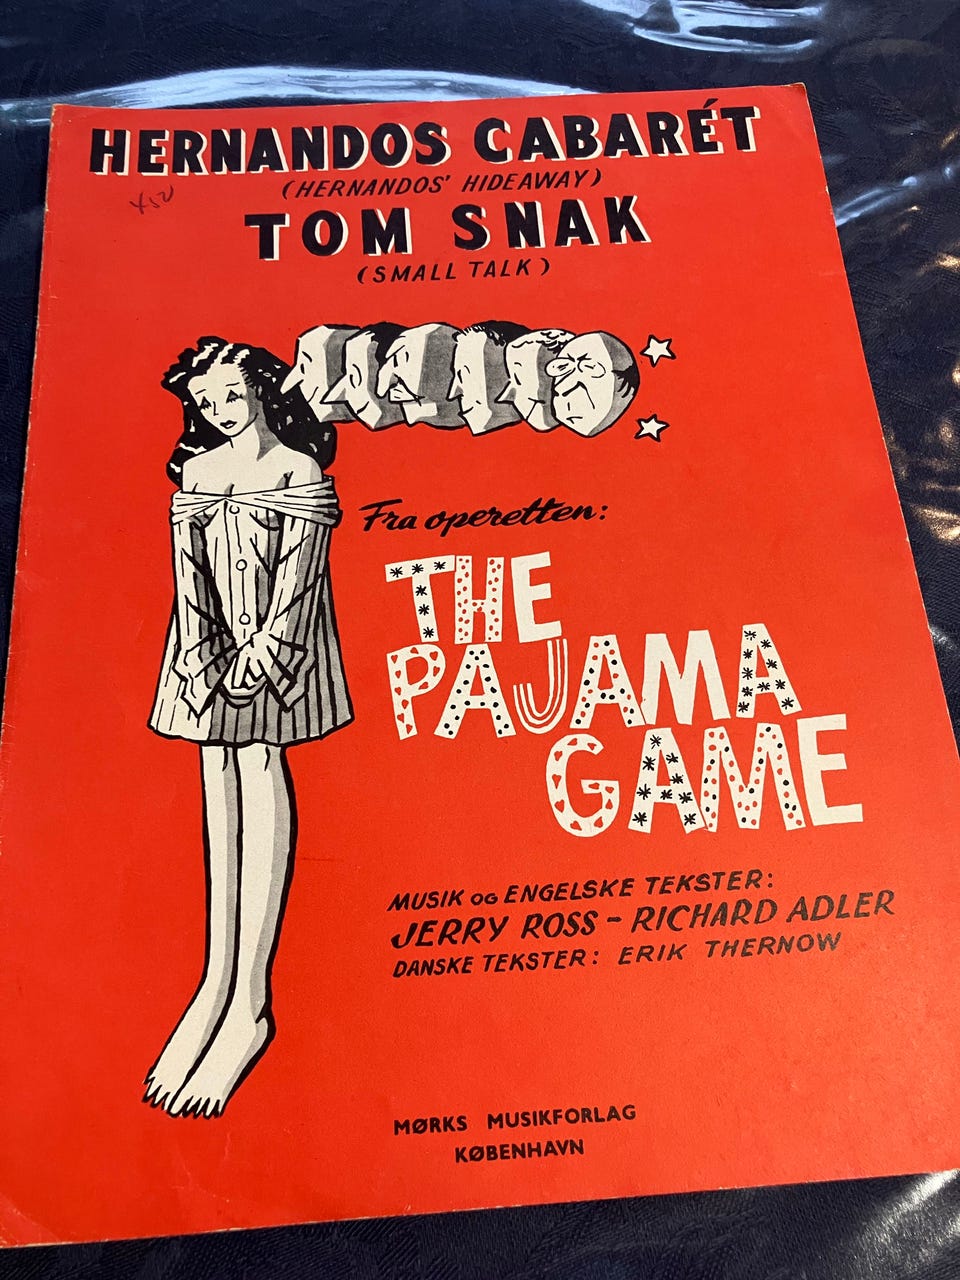 HERNANDOS CABARÉT
(HERNANDOS' HIDEAWAY)
TOM SNAK
(SMALL TALK)
Fra operetten:
THE
PAJAMA
GAME
MUSIK OG ENGELSKE TEKSTER:
JERRY ROSS - RICHARD ADLER
DANSKE TEKSTER: ERIK THERNOW
MØRKS MUSIKFORLAG
KØBENHAVN